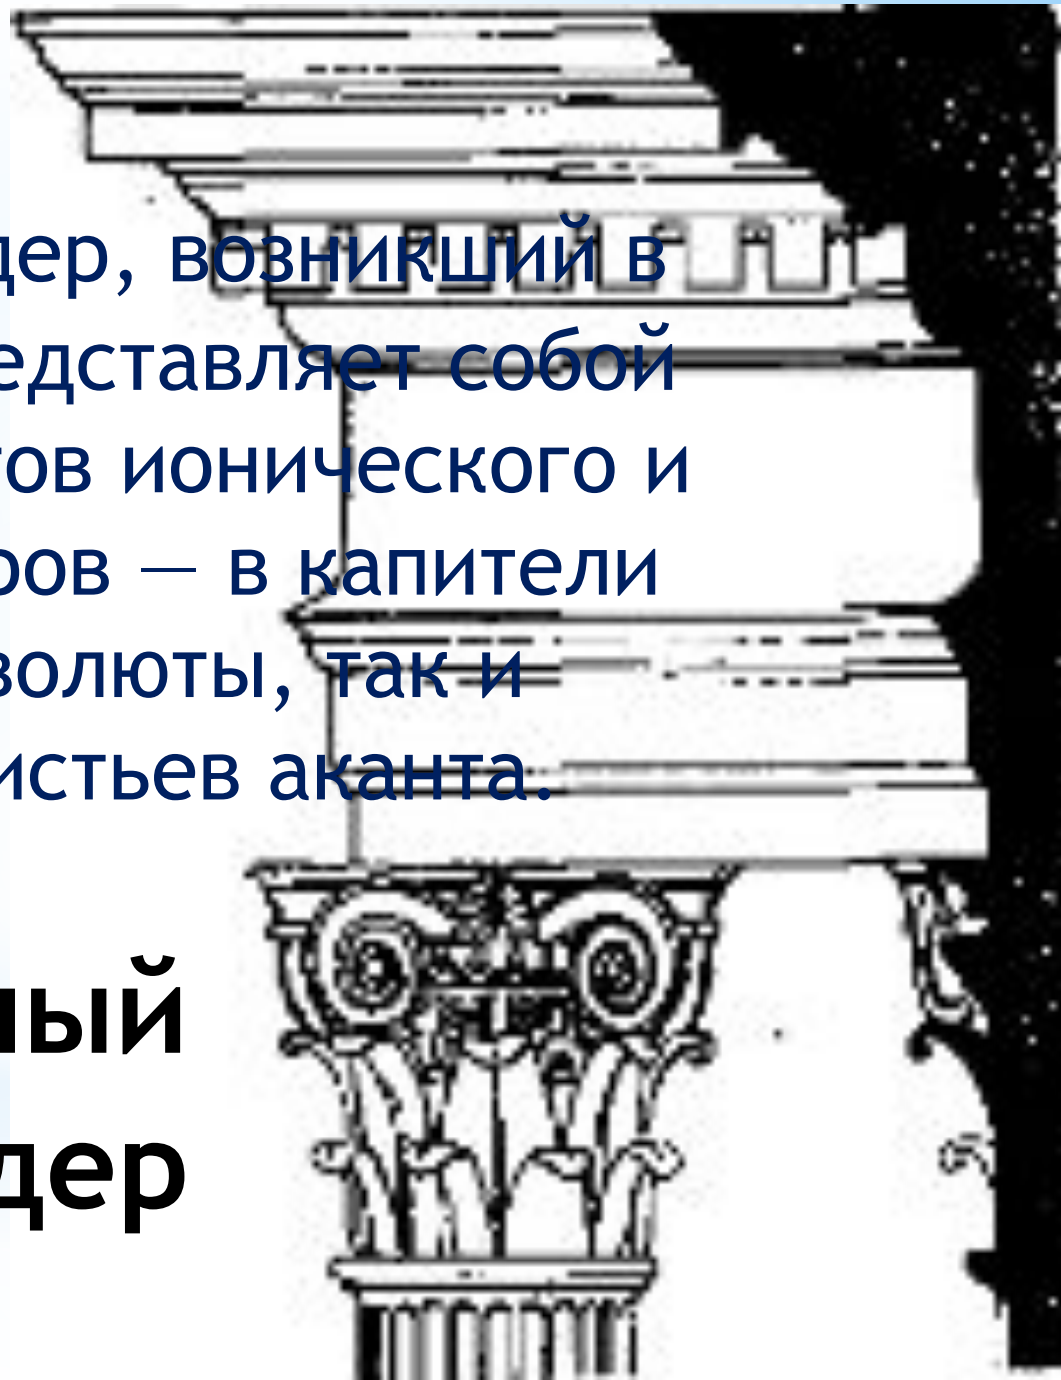 дер, возникший в
едставляет собой
тов ионического и
ров — в капители
волюты, так и
истьев аканта.
ный
дер